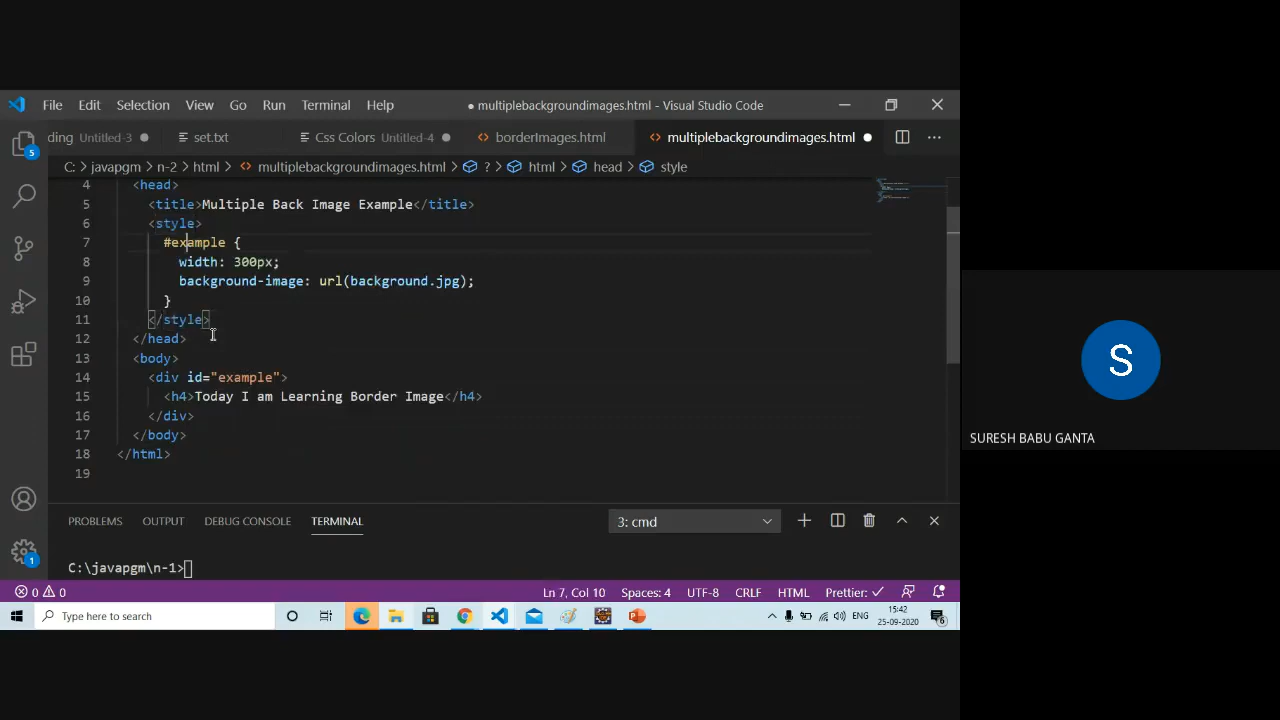 File Edit Selection View Go Run Terminal Help ● multiplebackgroundimages.html - Visual Studio Code
ding Untitled-3 ● set.txt Css Colors Untitled-4 ● borderImages.html multiplebackgroundimages.html ●
C: > javapgm > n-2 > html > multiplebackgroundimages.html > ? > html > head > style
4 <head>
5 <title>Multiple Back Image Example</title>
6 <style>
7 #example {
8 width: 300px;
9 background-image: url(background.jpg);
10 }
11 </style>
12 </head>
13 <body>
14 <div id="example">
15 <h4>Today I am Learning Border Image</h4>
16 </div>
17 </body>
18 </html>
19
PROBLEMS OUTPUT DEBUG CONSOLE TERMINAL 3: cmd
C:\javapgm\n-1>
0 0 Ln 7, Col 10 Spaces: 4 UTF-8 CRLF HTML Prettier: ✓
Type here to search ENG 15:42
25-09-2020
5
1
6
S
SURESH BABU GANTA